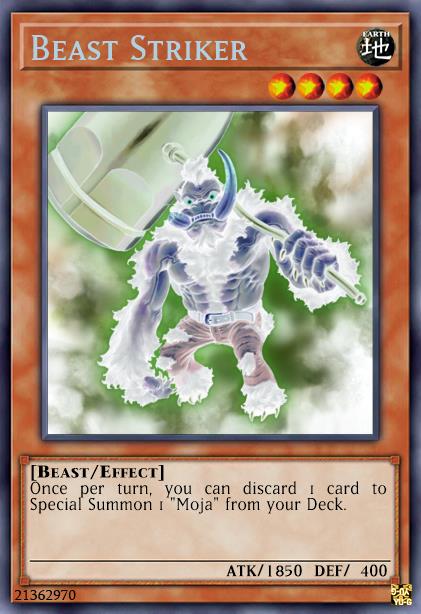 Beast Striker
EARTH
地
[Beast/Effect]
Once per turn, you can discard 1 card to
Special Summon 1 "Moja" from your Deck.
ATK/1850 DEF/ 400
21362970